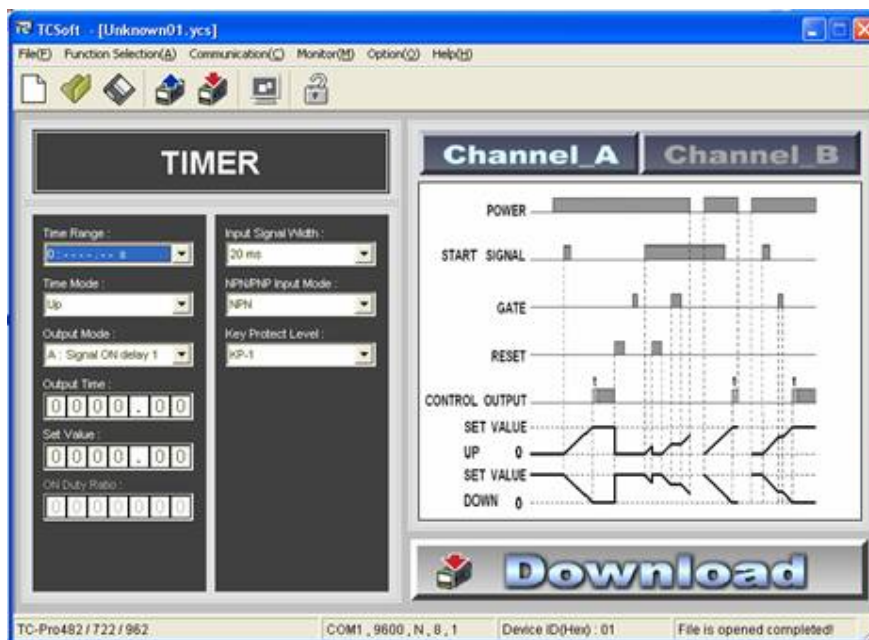 TCSoft - [Unknown01.ycs]
File(F) Function Selection(A) Communication(C) Monitor(M) Option(O) Help(H)
TIMER
Time Range :
0 : - - - - . - - s
Time Mode :
Up
Output Mode :
A : Signal ON delay 1
Output Time :
0000.00
Set Value :
0000.00
ON Duty Ratio :
0000000
Input Signal Width :
20 ms
NPN/PNP Input Mode :
NPN
Key Protect Level :
KP-1
Channel_A Channel_B
POWER
START SIGNAL
GATE
RESET
t t t
CONTROL OUTPUT
SET VALUE
UP 0
SET VALUE
DOWN 0
Download
TC-Pro482 / 722 / 962 COM1 , 9600 , N , 8 , 1 Device ID(Hex) : 01 File is opened completed!